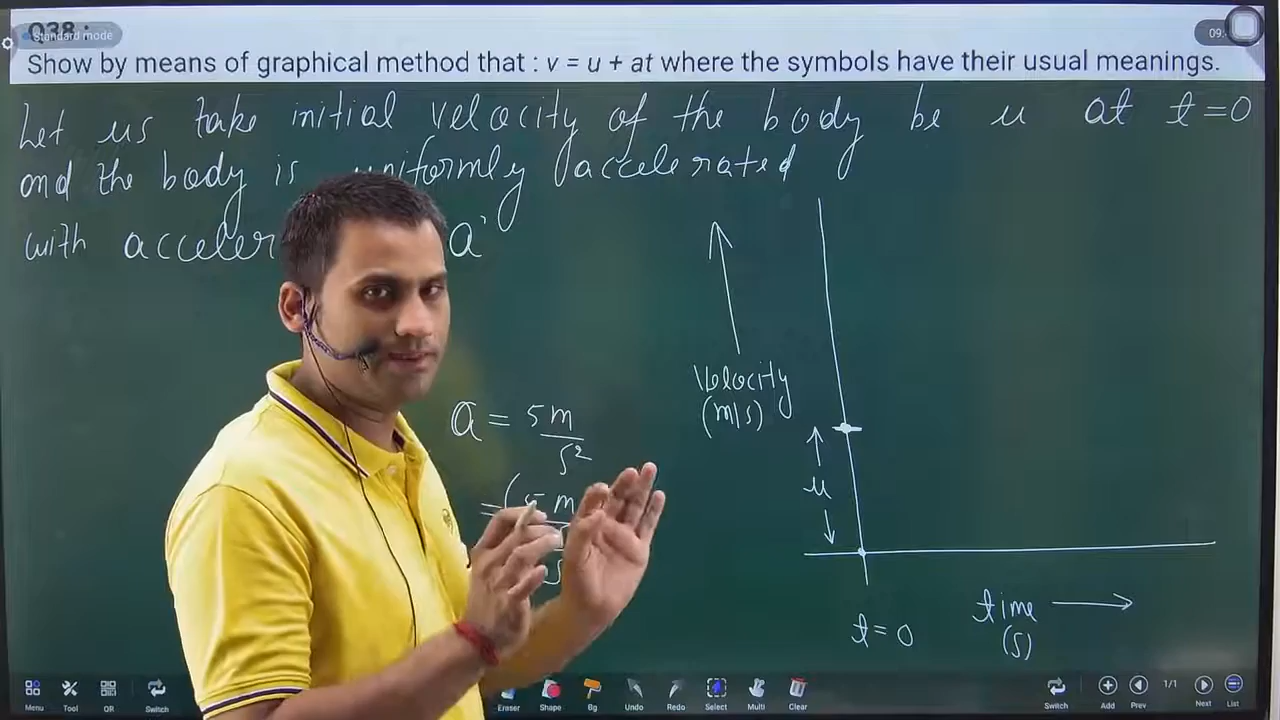 Q38 :
Standard mode
09:
Show by means of graphical method that : v = u + at where the symbols have their usual meanings.
Let us take initial velocity of the body be u at t=0
and the body is uniformly accelerated
with acceler a'
Velocity
(m/s)
a = 5m
s²
= (5 m
s
u
t=0
time
(s)
Menu Tool QR Switch Eraser Shape Bg Undo Redo Select Multi Clear Switch Add Prev 1/1 Next List